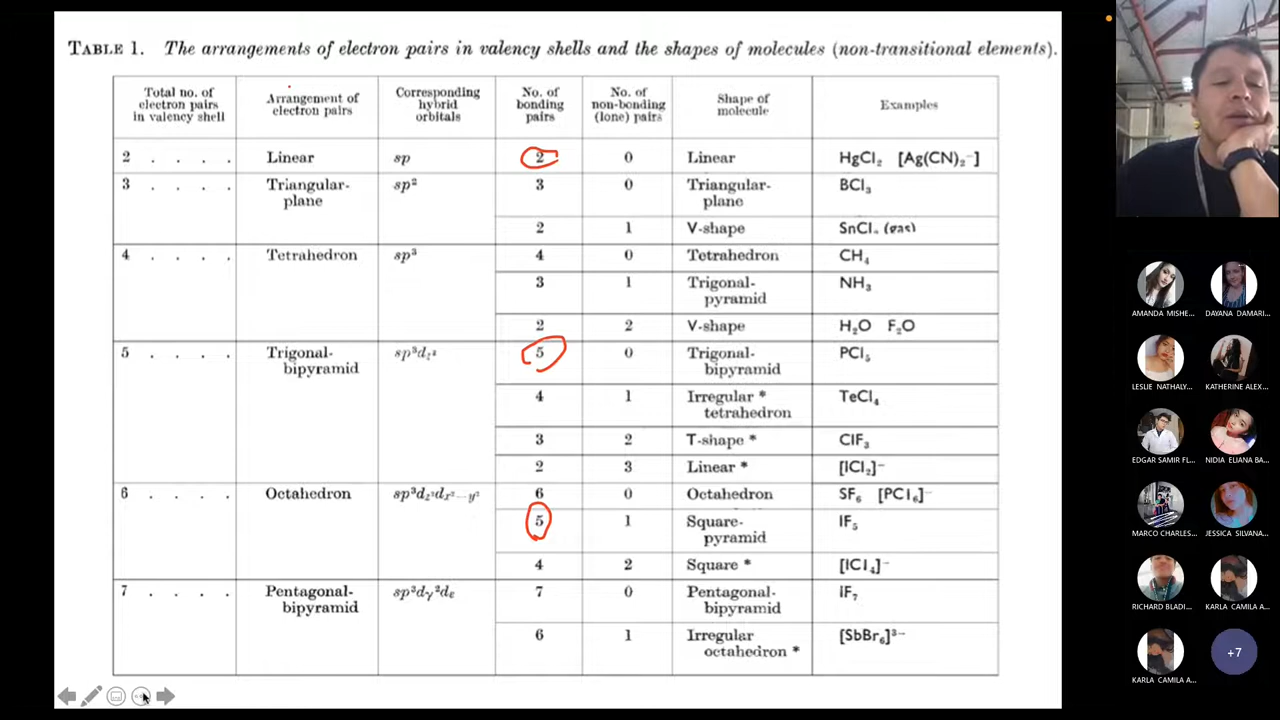 TABLE 1. The arrangements of electron pairs in valency shells and the shapes of molecules (non-transitional elements).
Total no. of electron pairs in valency shell
Arrangement of electron pairs
Corresponding hybrid orbitals
No. of bonding pairs
No. of non-bonding (lone) pairs
Shape of molecule
Examples
2 . . . . Linear sp 2 0 Linear HgCl₂ [Ag(CN)₂⁻]
3 . . . . Triangular-plane sp² 3 0 Triangular-plane BCl₃
2 1 V-shape SnCl₂ (gas)
4 . . . . Tetrahedron sp³ 4 0 Tetrahedron CH₄
3 1 Trigonal-pyramid NH₃
2 2 V-shape H₂O F₂O
5 . . . . Trigonal-bipyramid sp³d_z² 5 0 Trigonal-bipyramid PCl₅
4 1 Irregular * tetrahedron TeCl₄
3 2 T-shape * ClF₃
2 3 Linear * [ICl₂]⁻
6 . . . . Octahedron sp³d_z²d_x²-y² 6 0 Octahedron SF₆ [PCl₆]⁻
5 1 Square-pyramid IF₅
4 2 Square * [ICl₄]⁻
7 . . . . Pentagonal-bipyramid sp³dγ²dε 7 0 Pentagonal-bipyramid IF₇
6 1 Irregular octahedron * [SbBr₆]³⁻
AMANDA MISHE...
DAYANA DAMARI...
LESLIE NATHALY...
KATHERINE ALEX...
EDGAR SAMIR FL...
NIDIA ELIANA BA...
MARCO CHARLES...
JESSICA SILVANA...
RICHARD BLADI...
KARLA CAMILA A...
KARLA CAMILA A...
+7